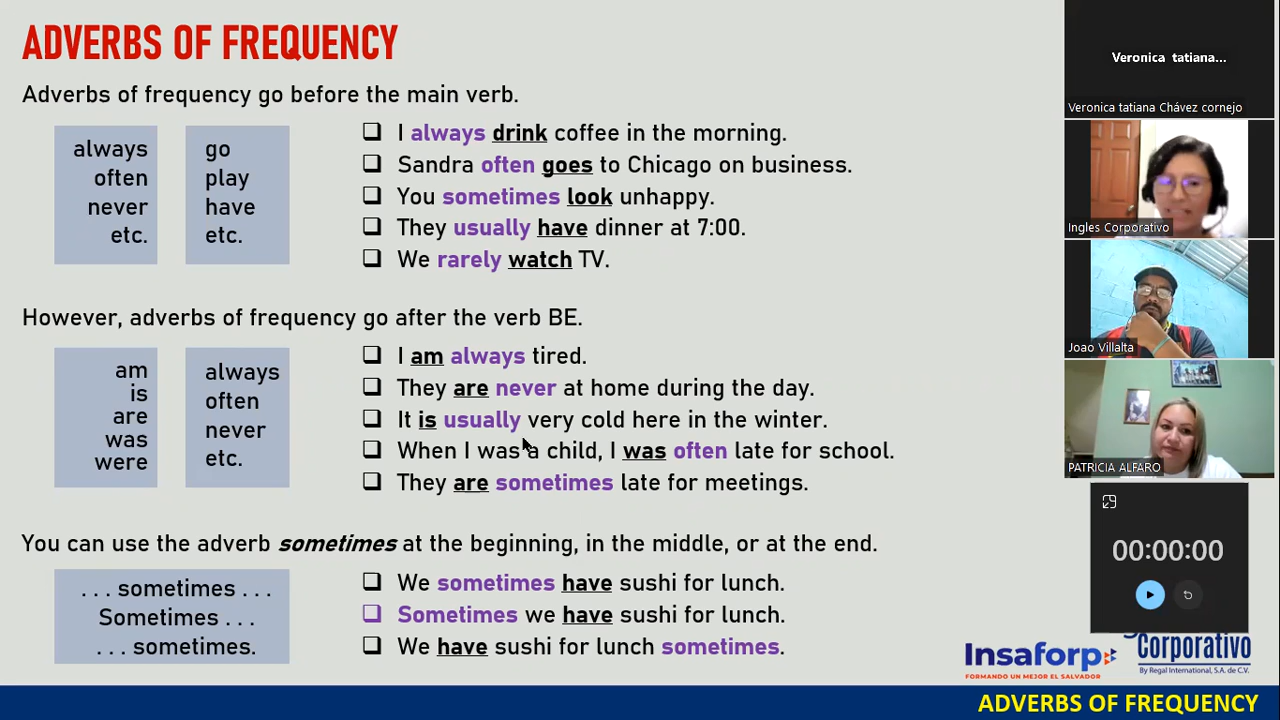 ADVERBS OF FREQUENCY
Adverbs of frequency go before the main verb.
always
often
never
etc.
go
play
have
etc.
I always drink coffee in the morning.
Sandra often goes to Chicago on business.
You sometimes look unhappy.
They usually have dinner at 7:00.
We rarely watch TV.
However, adverbs of frequency go after the verb BE.
am
is
are
was
were
always
often
never
etc.
I am always tired.
They are never at home during the day.
It is usually very cold here in the winter.
When I was a child, I was often late for school.
They are sometimes late for meetings.
You can use the adverb sometimes at the beginning, in the middle, or at the end.
. . . sometimes . . .
Sometimes . . .
. . . sometimes.
We sometimes have sushi for lunch.
Sometimes we have sushi for lunch.
We have sushi for lunch sometimes.
Veronica tatiana...
Veronica tatiana Chávez cornejo
Ingles Corporativo
Joao Villalta
PATRICIA ALFARO
00:00:00
Insaforp
FORMANDO UN MEJOR EL SALVADOR
Corporativo
By Regal International, S.A. de C.V.
ADVERBS OF FREQUENCY